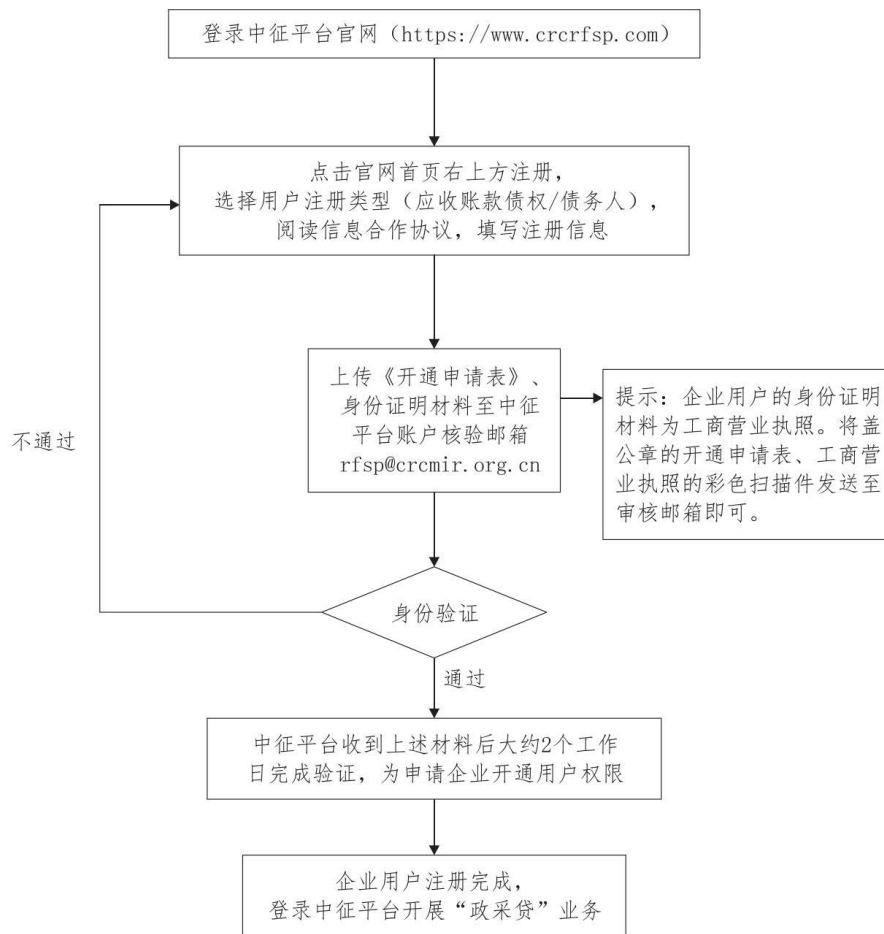 登录中征平台官网（https://www.crcrfsp.com）
点击官网首页右上方注册，
选择用户注册类型（应收账款债权/债务人），
阅读信息合作协议，填写注册信息
上传《开通申请表》、
身份证明材料至中征
平台账户核验邮箱
rfsp@crcmir.org.cn
提示：企业用户的身份证明
材料为工商营业执照。将盖
公章的开通申请表、工商营
业执照的彩色扫描件发送至
审核邮箱即可。
不通过
身份验证
通过
中征平台收到上述材料后大约2个工作
日完成验证，为申请企业开通用户权限
企业用户注册完成，
登录中征平台开展“政采贷”业务